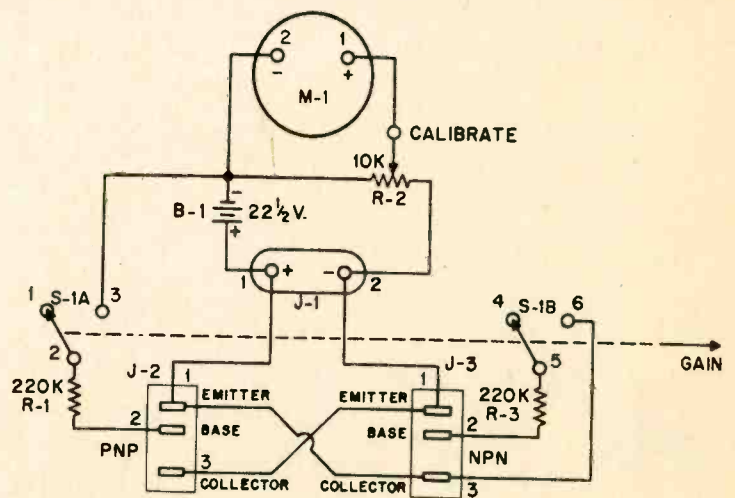 2 1
- +
M-1
CALIBRATE
10K
R-2
-
B-1 22½V.
+
1 + - 2
J-1
1 S-1A 3
2
4 S-1B 6
5
GAIN
220K
R-1
J-2 1
EMITTER
2 BASE
PNP
3
COLLECTOR
J-3
1
EMITTER
BASE 2
NPN
COLLECTOR
3
220K
R-3